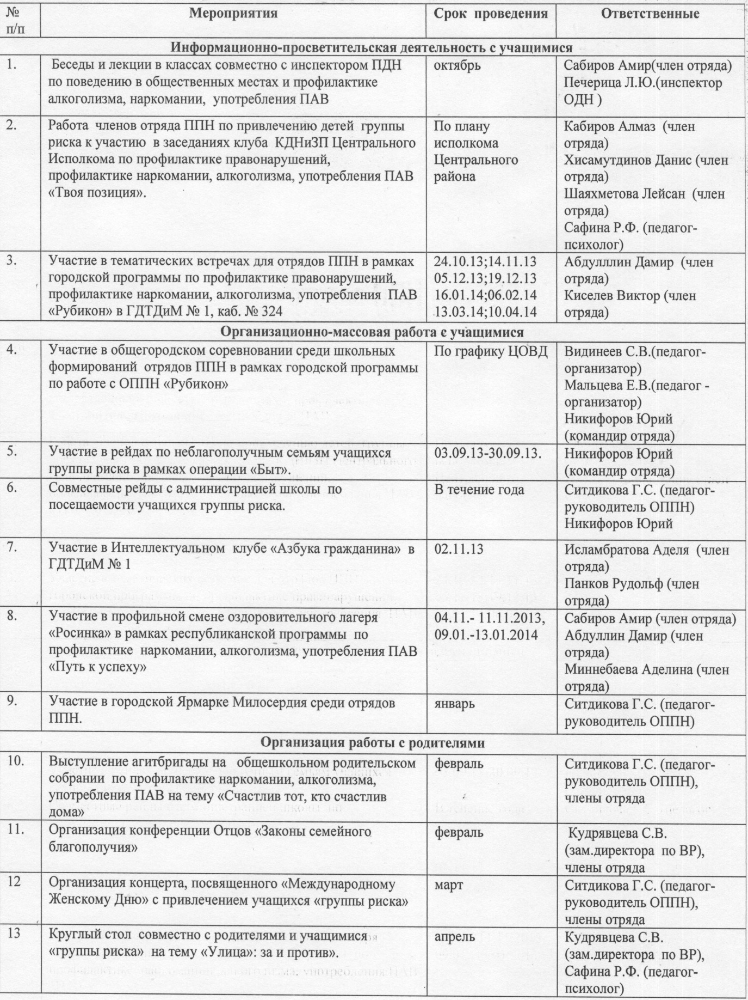 № п/п Мероприятия Срок проведения Ответственные
Информационно-просветительская деятельность с учащимися
1.
Беседы и лекции в классах совместно с инспектором ПДН
по поведению в общественных местах и профилактике
алкоголизма, наркомании, употребления ПАВ
октябрь
Сабиров Амир(член отряда)
Печерица Л.Ю.(инспектор
ОДН )
2.
Работа членов отряда ППН по привлечению детей группы
риска к участию в заседаниях клуба КДНиЗП Центрального
Исполкома по профилактике правонарушений,
профилактике наркомании, алкоголизма, употребления ПАВ
«Твоя позиция».
По плану
исполкома
Центрального
района
Кабиров Алмаз (член
отряда)
Хисамутдинов Данис (член
отряда)
Шаяхметова Лейсан (член
отряда)
Сафина Р.Ф. (педагог-
психолог)
3.
Участие в тематических встречах для отрядов ППН в рамках
городской программы по профилактике правонарушений,
профилактике наркомании, алкоголизма, употребления ПАВ
«Рубикон» в ГДТДиМ № 1, каб. № 324
24.10.13;14.11.13
05.12.13;19.12.13
16.01.14;06.02.14
13.03.14;10.04.14
Абдулллин Дамир (член
отряда)
Киселев Виктор (член
отряда)
Организационно-массовая работа с учащимися
4.
Участие в общегородском соревновании среди школьных
формирований отрядов ППН в рамках городской программы
по работе с ОППН «Рубикон»
По графику ЦОВД
Видинеев С.В.(педагог-
организатор)
Мальцева Е.В.(педагог -
организатор)
Никифоров Юрий
(командир отряда)
5.
Участие в рейдах по неблагополучным семьям учащихся
группы риска в рамках операции «Быт».
03.09.13-30.09.13.
Никифоров Юрий
(командир отряда)
6.
Совместные рейды с администрацией школы по
посещаемости учащихся группы риска.
В течение года
Ситдикова Г.С. (педагог-
руководитель ОППН)
Никифоров Юрий
7.
Участие в Интеллектуальном клубе «Азбука гражданина» в
ГДТДиМ № 1
02.11.13
Исламбратова Аделя (член
отряда)
Панков Рудольф (член
отряда)
8.
Участие в профильной смене оздоровительного лагеря
«Росинка» в рамках республиканской программы по
профилактике наркомании, алкоголизма, употребления ПАВ
«Путь к успеху»
04.11.- 11.11.2013,
09.01.-13.01.2014
Сабиров Амир (член отряда)
Абдуллин Дамир (член
отряда)
Миннебаева Аделина (член
отряда)
9.
Участие в городской Ярмарке Милосердия среди отрядов
ППН.
январь
Ситдикова Г.С. (педагог-
руководитель ОППН)
Организация работы с родителями
10.
Выступление агитбригады на общешкольном родительском
собрании по профилактике наркомании, алкоголизма,
употребления ПАВ на тему «Счастлив тот, кто счастлив
дома»
февраль
Ситдикова Г.С. (педагог-
руководитель ОППН),
члены отряда
11.
Организация конференции Отцов «Законы семейного
благополучия»
февраль
Кудрявцева С.В.
(зам.директора по ВР),
члены отряда
12
Организация концерта, посвященного «Международному
Женскому Дню» с привлечением учащихся «группы риска»
март
Ситдикова Г.С. (педагог-
руководитель ОППН),
члены отряда
13
Круглый стол совместно с родителями и учащимися
«группы риска» на тему «Улица»: за и против».
апрель
Кудрявцева С.В.
(зам.директора по ВР),
Сафина Р.Ф. (педагог-
психолог)